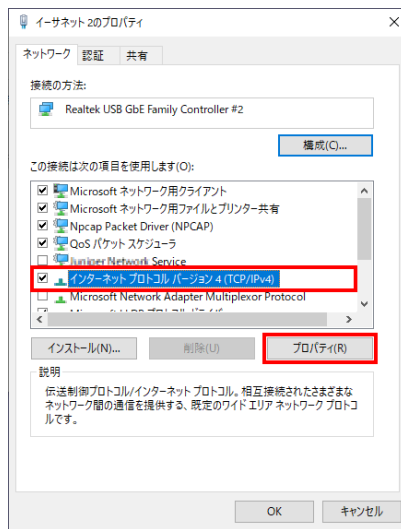 イーサネット 2のプロパティ
ネットワーク 認証 共有
接続の方法:
Realtek USB GbE Family Controller #2
構成(C)...
この接続は次の項目を使用します(O):
Microsoft ネットワーク用クライアント
Microsoft ネットワーク用ファイルとプリンター共有
Npcap Packet Driver (NPCAP)
QoS パケット スケジューラ
Juniper Network Service
インターネット プロトコル バージョン 4 (TCP/IPv4)
Microsoft Network Adapter Multiplexor Protocol
インストール(N)... 削除(U) プロパティ(R)
説明
伝送制御プロトコル/インターネット プロトコル。相互接続されたさまざまな
ネットワーク間の通信を提供する、既定のワイド エリア ネットワーク プロトコ
ルです。
OK キャンセル